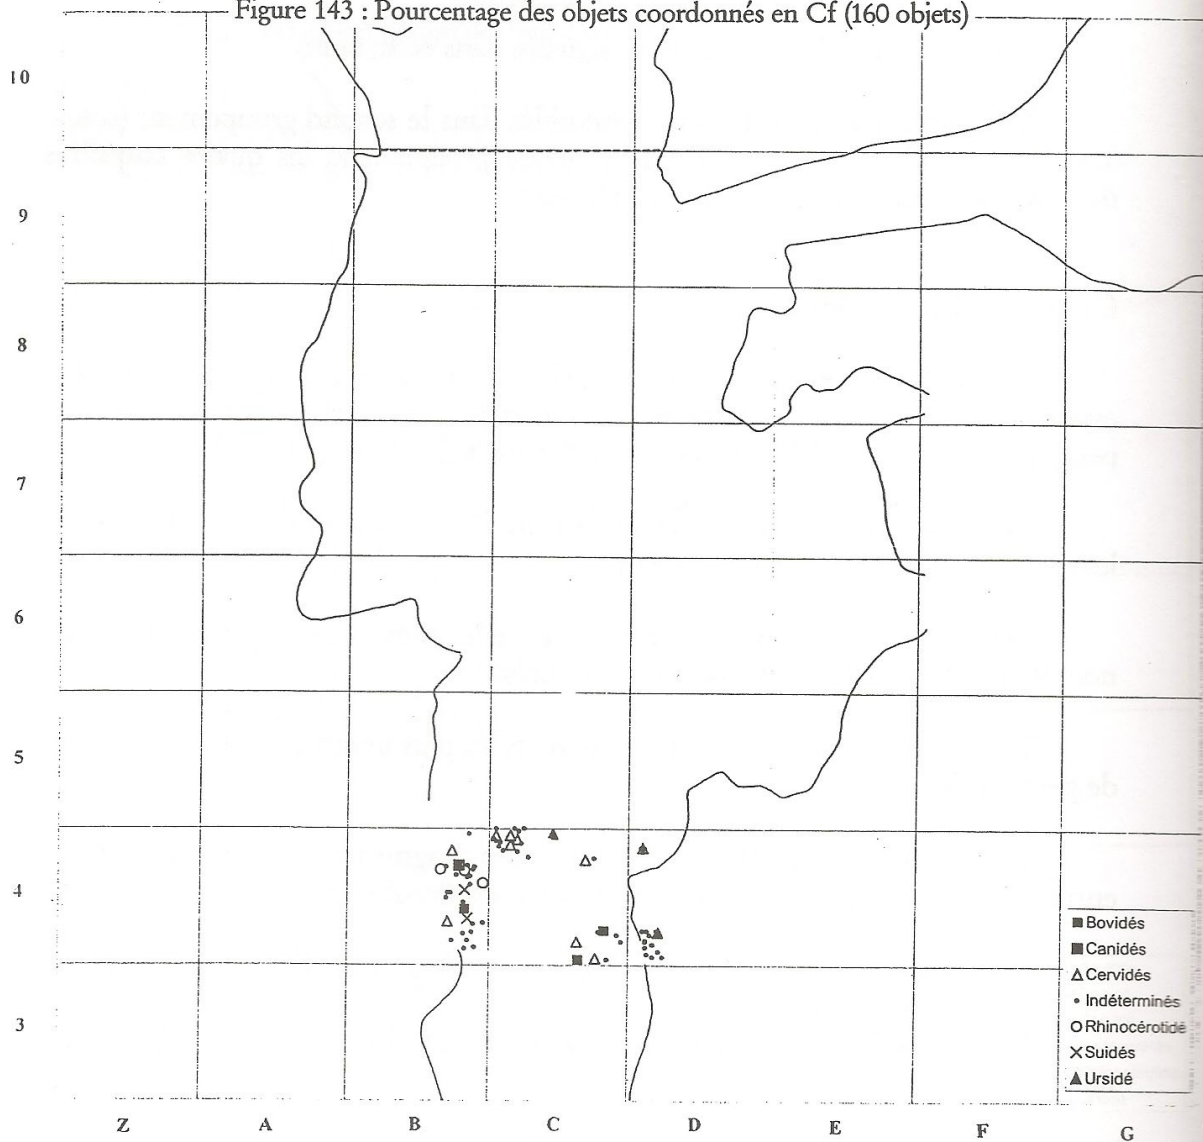 Figure 143 : Pourcentage des objets coordonnés en Cf (160 objets)
10
9
8
7
6
5
4
3
Bovidés
Canidés
Cervidés
Indéterminés
Rhinocérotidé
Suidés
Ursidé
Z A B C D E F G